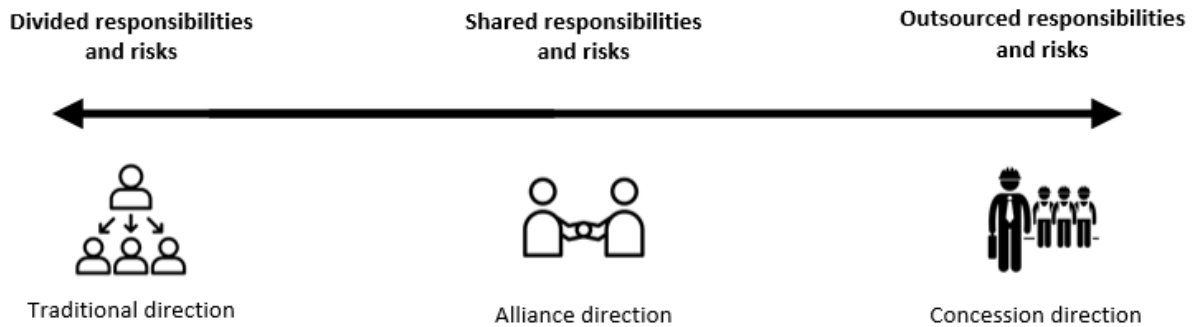 Divided responsibilities
and risks
Shared responsibilities
and risks
Outsourced responsibilities
and risks
Traditional direction
Alliance direction
Concession direction